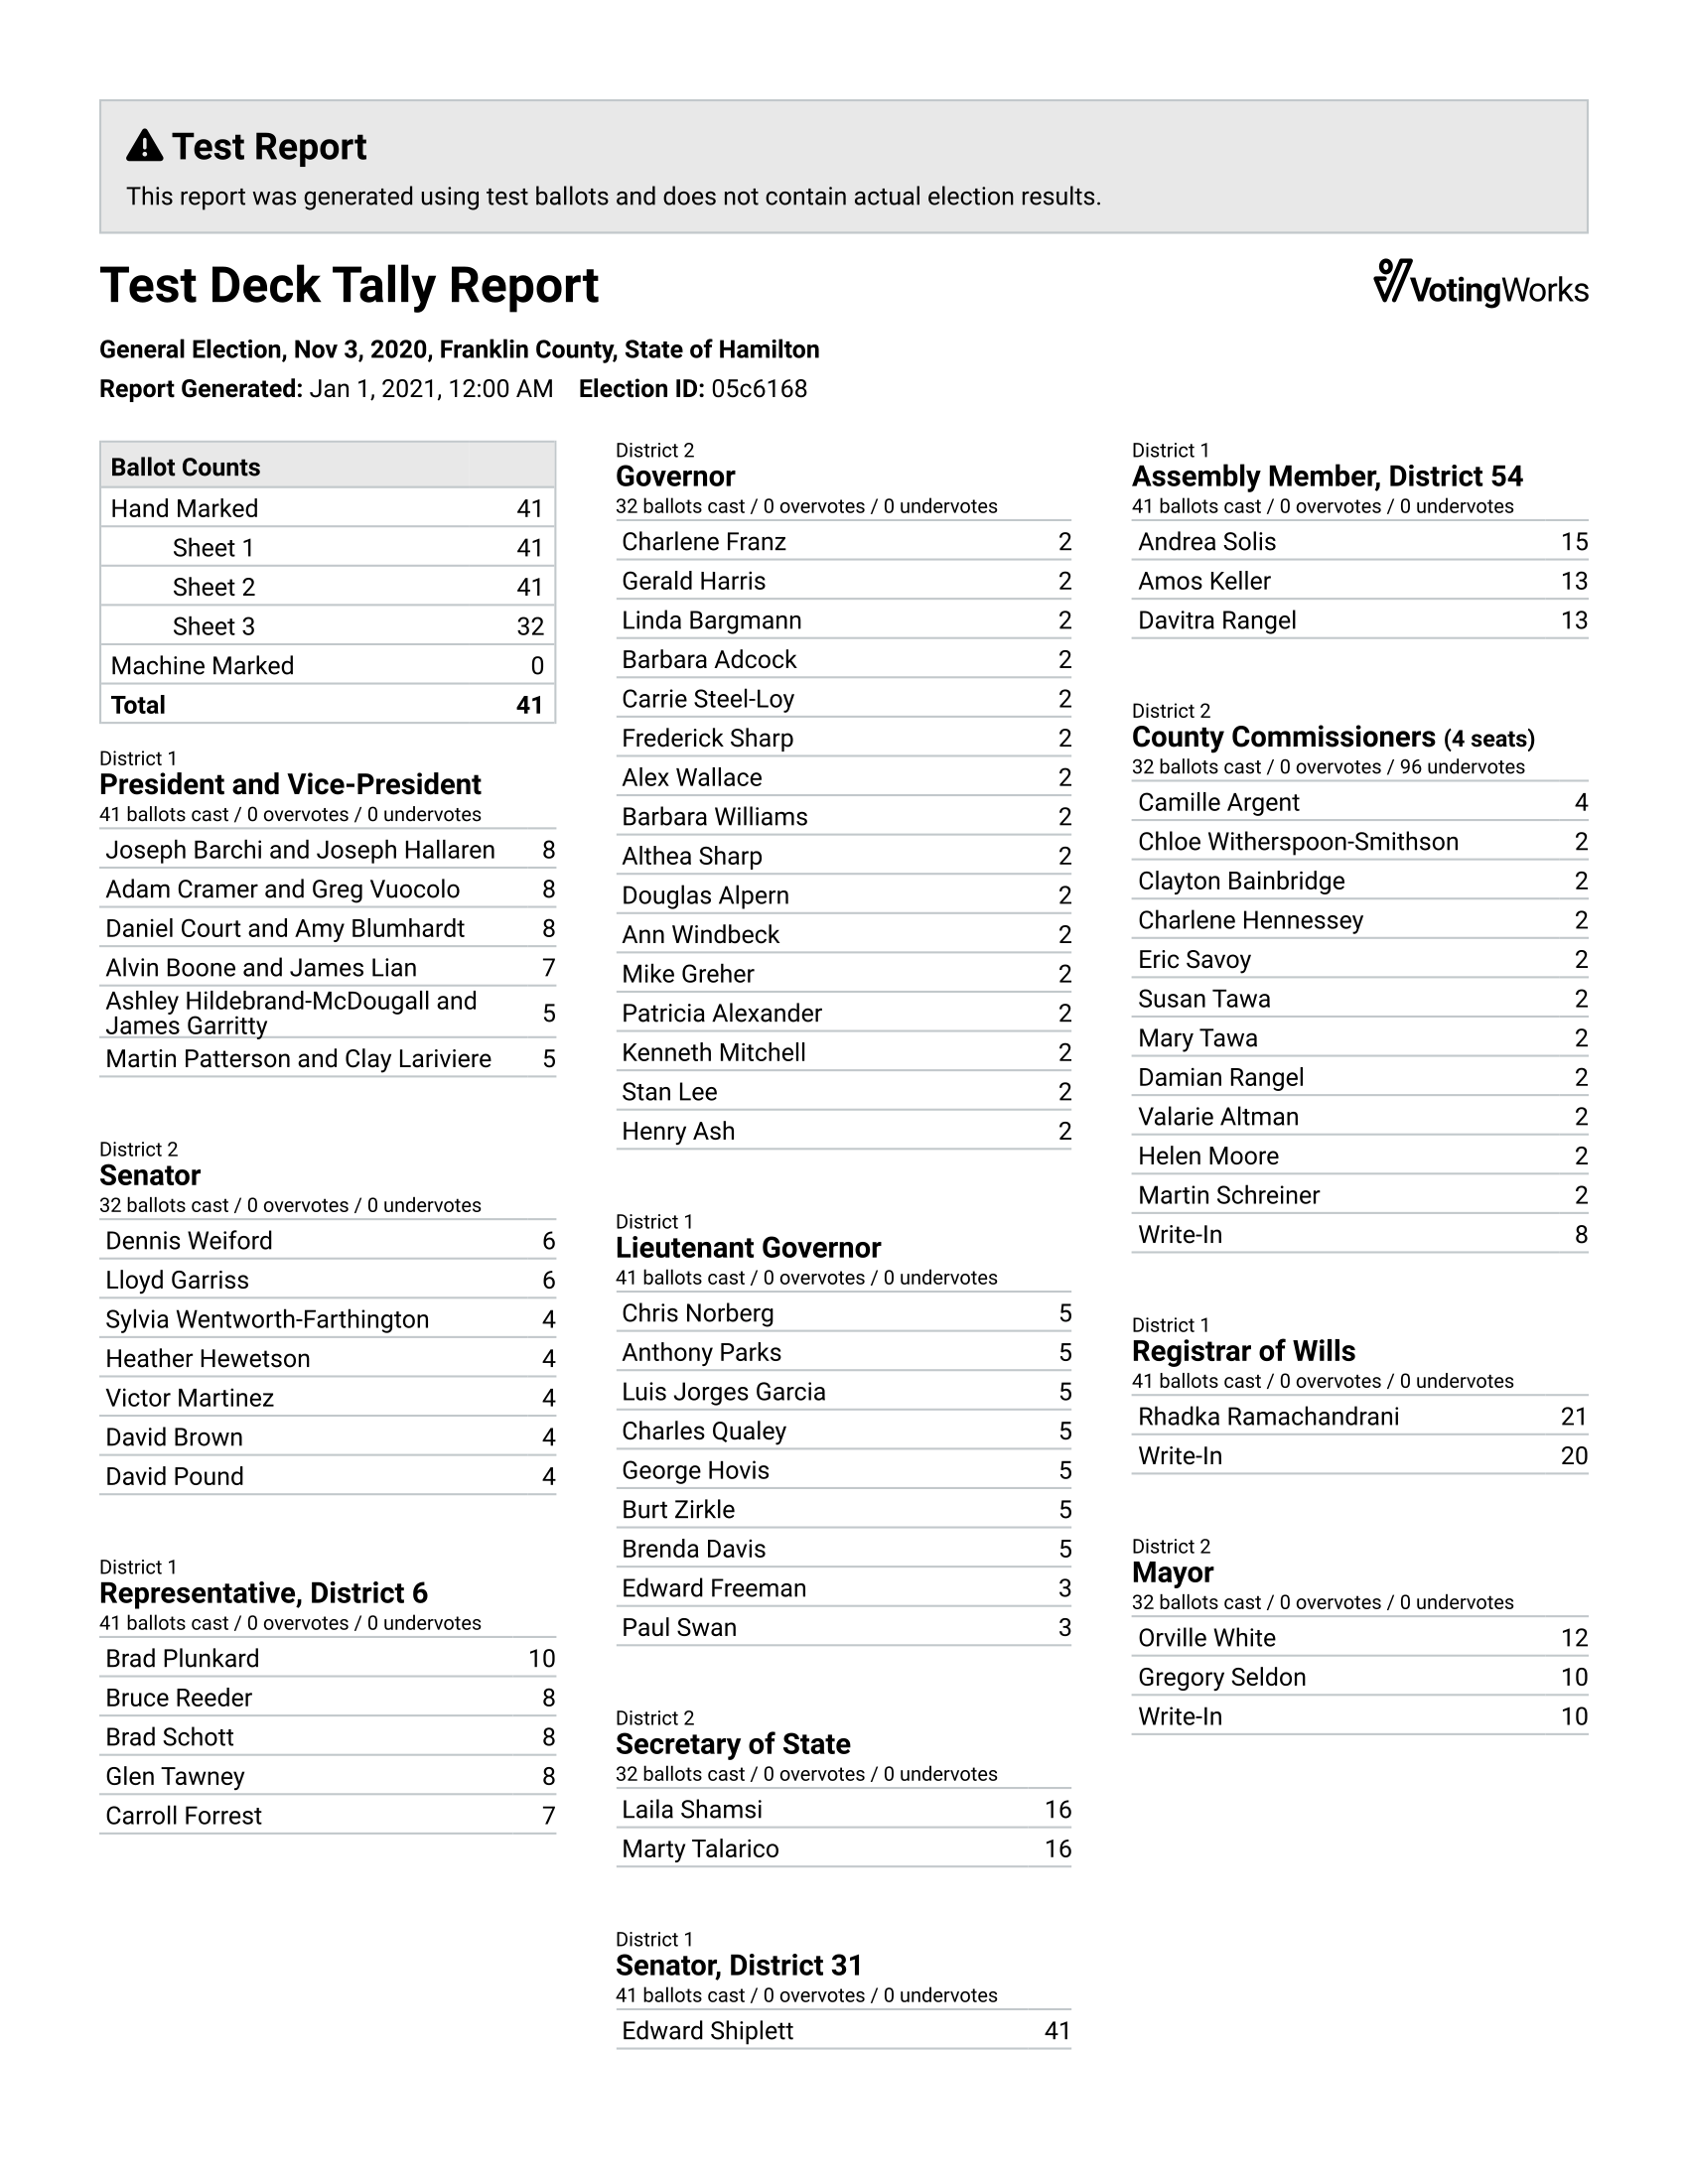 Test Report
This report was generated using test ballots and does not contain actual election results.
Test Deck Tally Report
VotingWorks
General Election, Nov 3, 2020, Franklin County, State of Hamilton
Report Generated: Jan 1, 2021, 12:00 AM Election ID: 05c6168
Ballot Counts
Hand Marked 41
Sheet 1 41
Sheet 2 41
Sheet 3 32
Machine Marked 0
Total 41
District 1
President and Vice-President
41 ballots cast / 0 overvotes / 0 undervotes
Joseph Barchi and Joseph Hallaren 8
Adam Cramer and Greg Vuocolo 8
Daniel Court and Amy Blumhardt 8
Alvin Boone and James Lian 7
Ashley Hildebrand-McDougall and
James Garritty 5
Martin Patterson and Clay Lariviere 5
District 2
Senator
32 ballots cast / 0 overvotes / 0 undervotes
Dennis Weiford 6
Lloyd Garriss 6
Sylvia Wentworth-Farthington 4
Heather Hewetson 4
Victor Martinez 4
David Brown 4
David Pound 4
District 1
Representative, District 6
41 ballots cast / 0 overvotes / 0 undervotes
Brad Plunkard 10
Bruce Reeder 8
Brad Schott 8
Glen Tawney 8
Carroll Forrest 7
District 2
Governor
32 ballots cast / 0 overvotes / 0 undervotes
Charlene Franz 2
Gerald Harris 2
Linda Bargmann 2
Barbara Adcock 2
Carrie Steel-Loy 2
Frederick Sharp 2
Alex Wallace 2
Barbara Williams 2
Althea Sharp 2
Douglas Alpern 2
Ann Windbeck 2
Mike Greher 2
Patricia Alexander 2
Kenneth Mitchell 2
Stan Lee 2
Henry Ash 2
District 1
Lieutenant Governor
41 ballots cast / 0 overvotes / 0 undervotes
Chris Norberg 5
Anthony Parks 5
Luis Jorges Garcia 5
Charles Qualey 5
George Hovis 5
Burt Zirkle 5
Brenda Davis 5
Edward Freeman 3
Paul Swan 3
District 2
Secretary of State
32 ballots cast / 0 overvotes / 0 undervotes
Laila Shamsi 16
Marty Talarico 16
District 1
Senator, District 31
41 ballots cast / 0 overvotes / 0 undervotes
Edward Shiplett 41
District 1
Assembly Member, District 54
41 ballots cast / 0 overvotes / 0 undervotes
Andrea Solis 15
Amos Keller 13
Davitra Rangel 13
District 2
County Commissioners (4 seats)
32 ballots cast / 0 overvotes / 96 undervotes
Camille Argent 4
Chloe Witherspoon-Smithson 2
Clayton Bainbridge 2
Charlene Hennessey 2
Eric Savoy 2
Susan Tawa 2
Mary Tawa 2
Damian Rangel 2
Valarie Altman 2
Helen Moore 2
Martin Schreiner 2
Write-In 8
District 1
Registrar of Wills
41 ballots cast / 0 overvotes / 0 undervotes
Rhadka Ramachandrani 21
Write-In 20
District 2
Mayor
32 ballots cast / 0 overvotes / 0 undervotes
Orville White 12
Gregory Seldon 10
Write-In 10